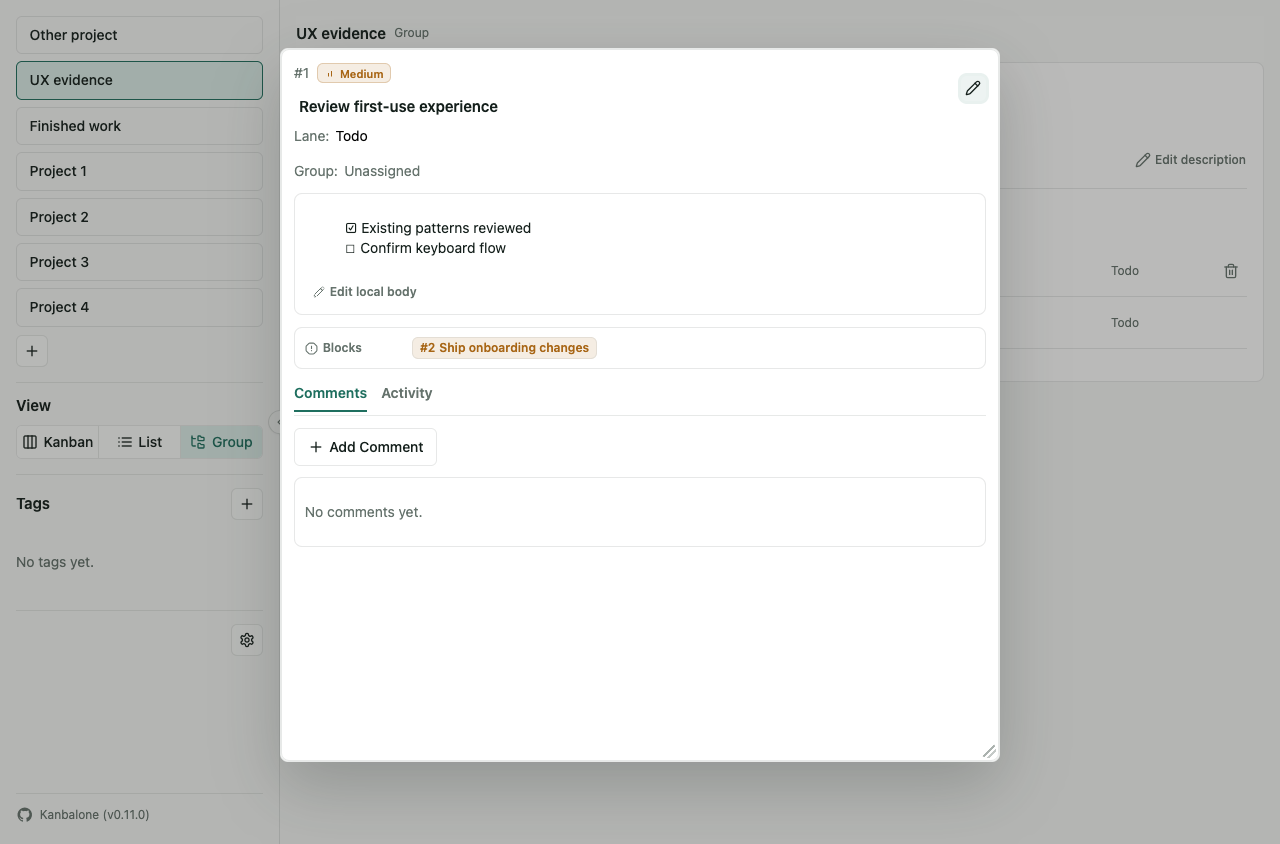 Other project
UX evidence
Finished work
Project 1
Project 2
Project 3
Project 4
View
Kanban
List
Group
Tags
No tags yet.
Kanbalone (v0.11.0)
UX evidence Group
Edit description
Todo
Todo
#1 Medium
Review first-use experience
Lane: Todo
Group: Unassigned
Existing patterns reviewed
Confirm keyboard flow
Edit local body
Blocks #2 Ship onboarding changes
Comments Activity
Add Comment
No comments yet.